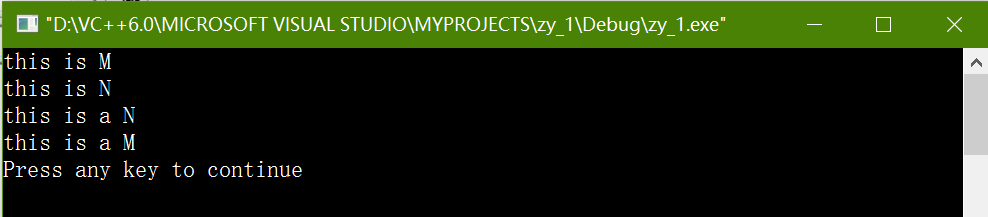 "D:\VC++6.0\MICROSOFT VISUAL STUDIO\MYPROJECTS\zy_1\Debug\zy_1.exe"
this is M
this is N
this is a N
this is a M
Press any key to continue